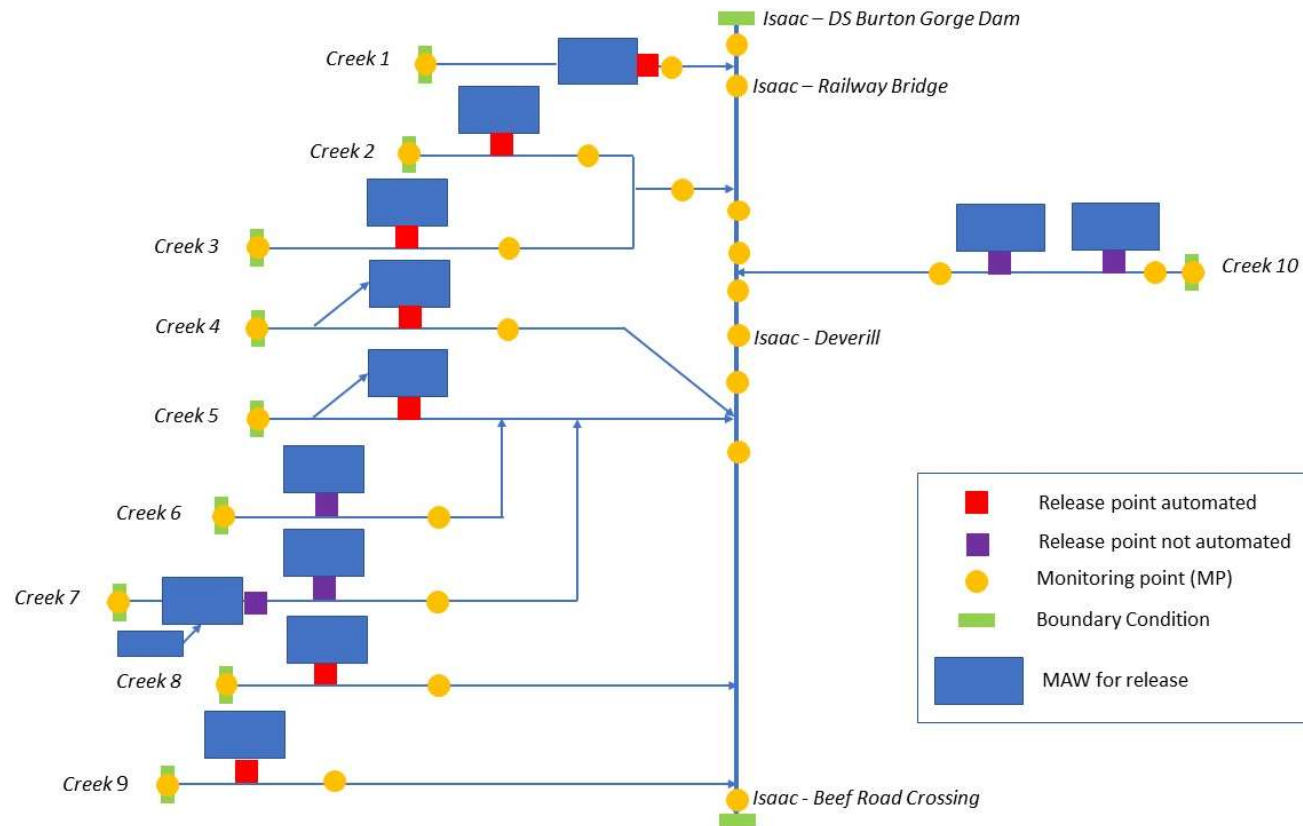 Isaac – DS Burton Gorge Dam
Creek 1
Isaac – Railway Bridge
Creek 2
Creek 3
Creek 10
Creek 4
Isaac - Deverill
Creek 5
Creek 6
Creek 7
Creek 8
Creek 9
Isaac - Beef Road Crossing
Release point automated
Release point not automated
Monitoring point (MP)
Boundary Condition
MAW for release